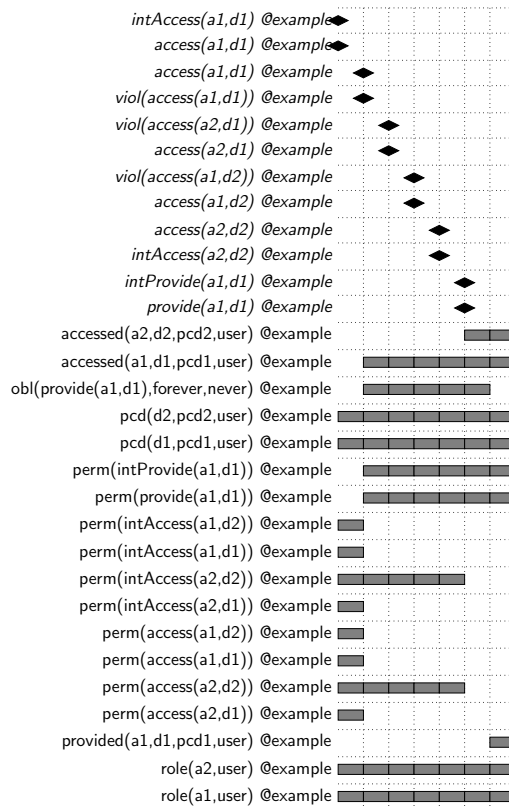 intAccess(a1,d1) @example
access(a1,d1) @example
access(a1,d1) @example
viol(access(a1,d1)) @example
viol(access(a2,d1)) @example
access(a2,d1) @example
viol(access(a1,d2)) @example
access(a1,d2) @example
access(a2,d2) @example
intAccess(a2,d2) @example
intProvide(a1,d1) @example
provide(a1,d1) @example
accessed(a2,d2,pcd2,user) @example
accessed(a1,d1,pcd1,user) @example
obl(provide(a1,d1),forever,never) @example
pcd(d2,pcd2,user) @example
pcd(d1,pcd1,user) @example
perm(intProvide(a1,d1)) @example
perm(provide(a1,d1)) @example
perm(intAccess(a1,d2)) @example
perm(intAccess(a1,d1)) @example
perm(intAccess(a2,d2)) @example
perm(intAccess(a2,d1)) @example
perm(access(a1,d2)) @example
perm(access(a1,d1)) @example
perm(access(a2,d2)) @example
perm(access(a2,d1)) @example
provided(a1,d1,pcd1,user) @example
role(a2,user) @example
role(a1,user) @example